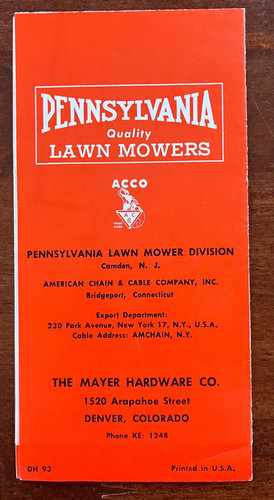 PENNSYLVANIA
Quality
LAWN MOWERS
ACCO
PENNSYLVANIA LAWN MOWER DIVISION
Camden, N. J.
AMERICAN CHAIN & CABLE COMPANY, INC.
Bridgeport, Connecticut
Export Department:
230 Park Avenue, New York 17, N.Y., U.S.A.
Cable Address: AMCHAIN, N.Y.
THE MAYER HARDWARE CO.
1520 Arapahoe Street
DENVER, COLORADO
Phone KE: 1248
DH 93 Printed in U.S.A.